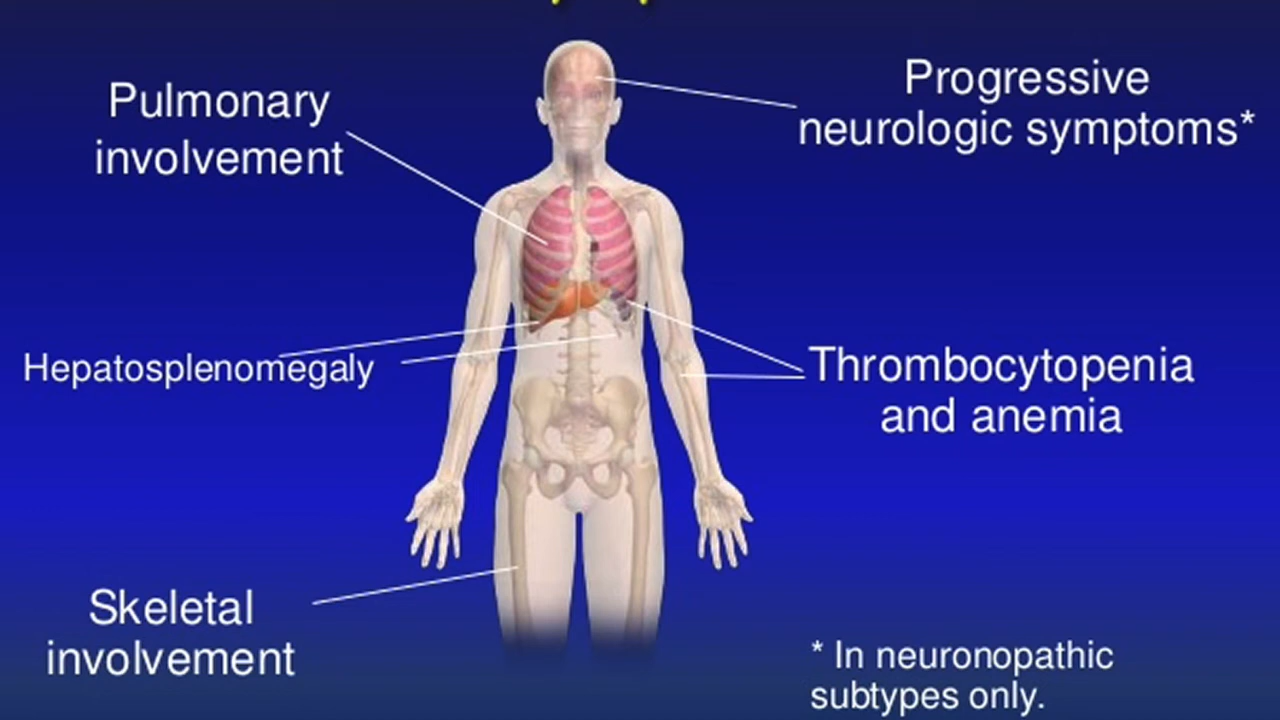 Pulmonary
involvement
Progressive
neurologic symptoms*
Hepatosplenomegaly
Thrombocytopenia
and anemia
Skeletal
involvement
* In neuronopathic
subtypes only.